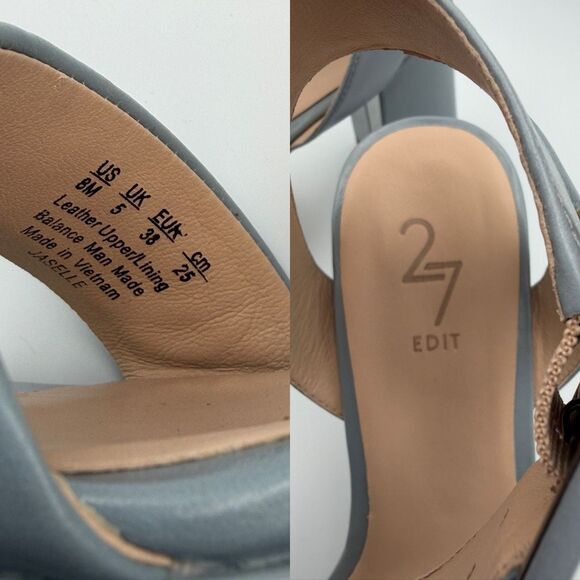 US UK EUR cm
8M 5 38 25
Leather Upper/Lining
Balance Man Made
Made in Vietnam
JASELLE
27
EDIT